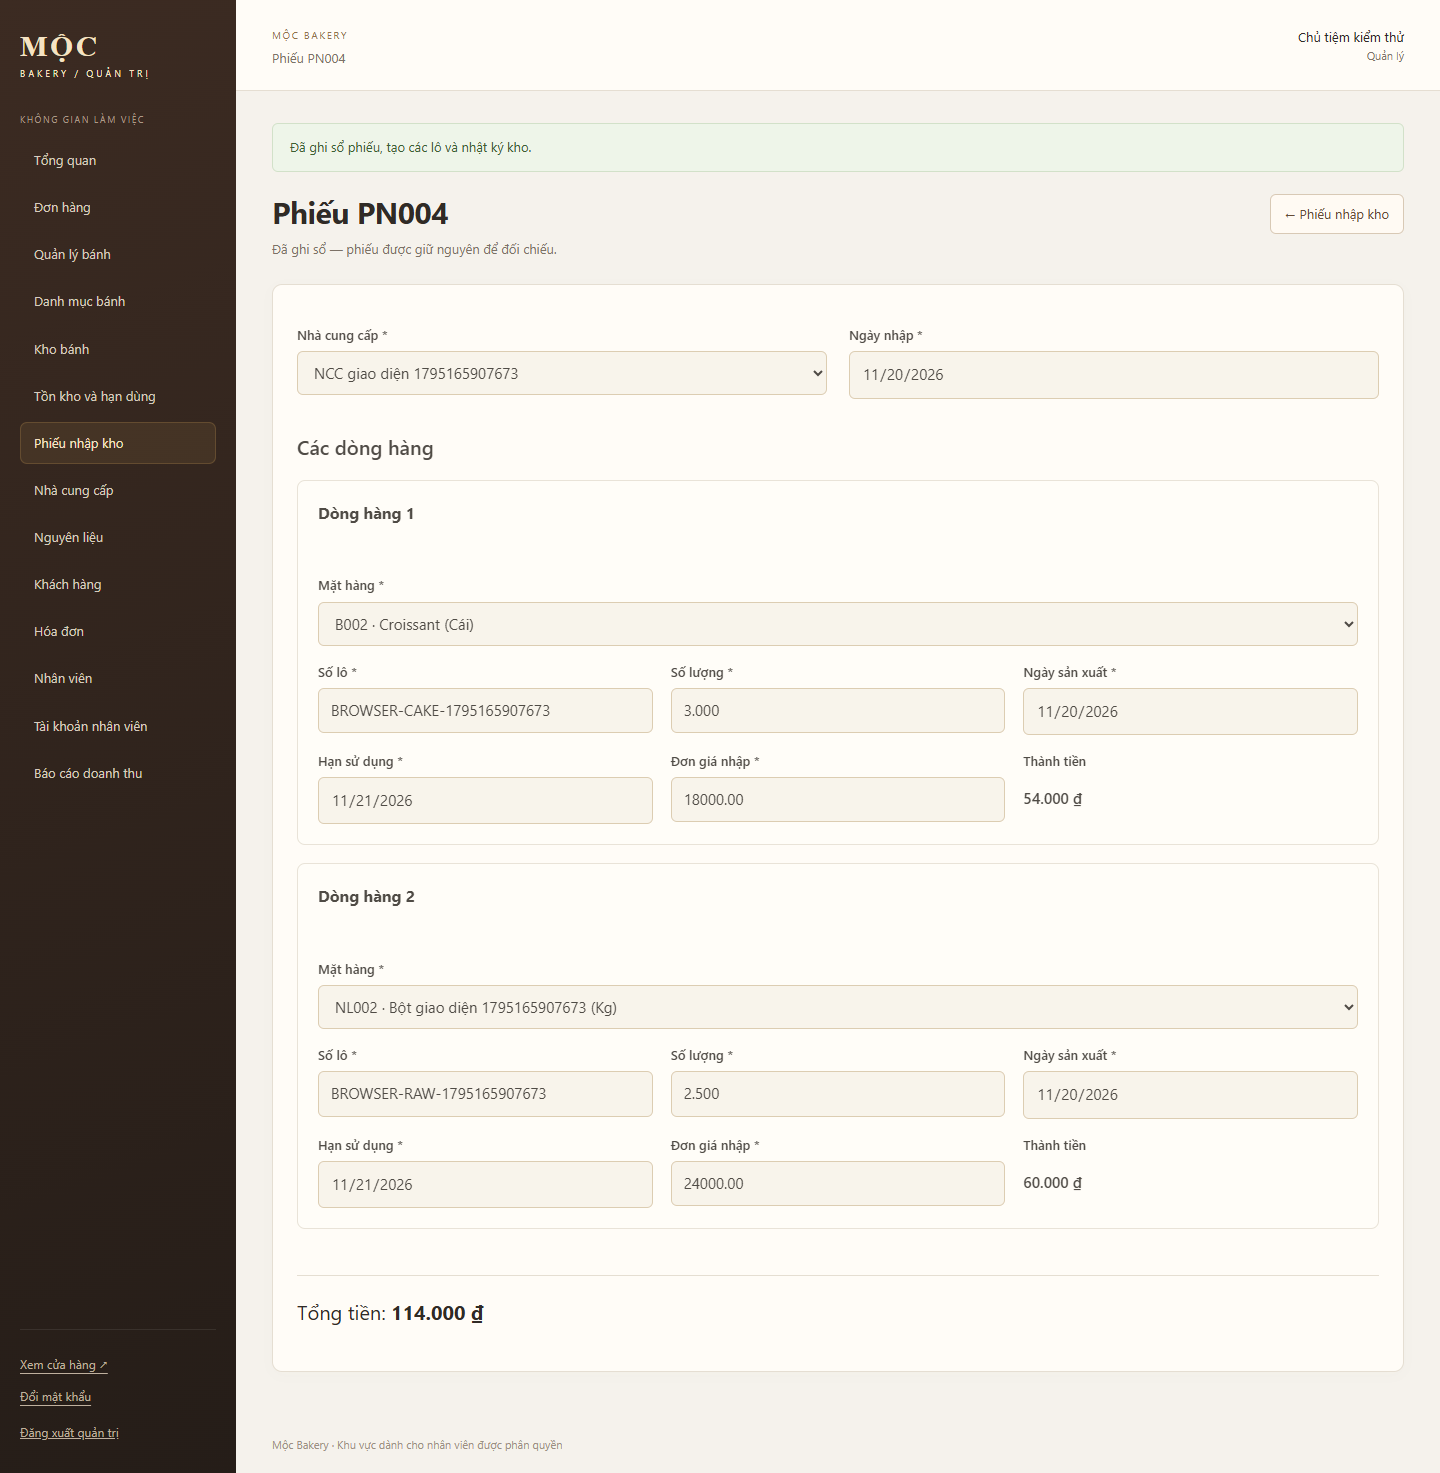 MỘC
BAKERY / QUẢN TRỊ
KHÔNG GIAN LÀM VIỆC
Tổng quan
Đơn hàng
Quản lý bánh
Danh mục bánh
Kho bánh
Tồn kho và hạn dùng
Phiếu nhập kho
Nhà cung cấp
Nguyên liệu
Khách hàng
Hóa đơn
Nhân viên
Tài khoản nhân viên
Báo cáo doanh thu
Xem cửa hàng ↗
Đổi mật khẩu
Đăng xuất quản trị
MỘC BAKERY
Phiếu PN004
Chủ tiệm kiểm thử
Quản lý
Đã ghi sổ phiếu, tạo các lô và nhật ký kho.
Phiếu PN004
← Phiếu nhập kho
Đã ghi sổ — phiếu được giữ nguyên để đối chiếu.
Nhà cung cấp *
Ngày nhập *
NCC giao diện 1795165907673
11/20/2026
Các dòng hàng
Dòng hàng 1
Mặt hàng *
B002 · Croissant (Cái)
Số lô *
Số lượng *
Ngày sản xuất *
BROWSER-CAKE-1795165907673
3.000
11/20/2026
Hạn sử dụng *
Đơn giá nhập *
Thành tiền
11/21/2026
18000.00
54.000 ₫
Dòng hàng 2
Mặt hàng *
NL002 · Bột giao diện 1795165907673 (Kg)
Số lô *
Số lượng *
Ngày sản xuất *
BROWSER-RAW-1795165907673
2.500
11/20/2026
Hạn sử dụng *
Đơn giá nhập *
Thành tiền
11/21/2026
24000.00
60.000 ₫
Tổng tiền: 114.000 ₫
Mộc Bakery · Khu vực dành cho nhân viên được phân quyền